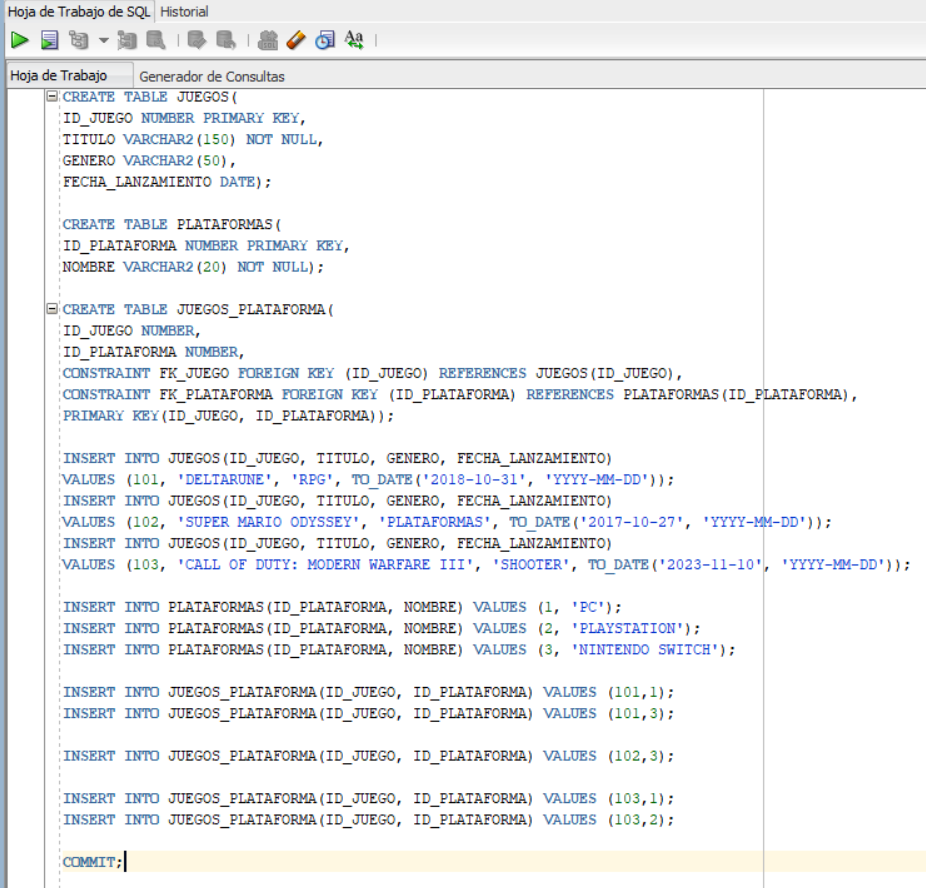 Hoja de Trabajo de SQL Historial
Hoja de Trabajo Generador de Consultas
CREATE TABLE JUEGOS(
ID_JUEGO NUMBER PRIMARY KEY,
TITULO VARCHAR2(150) NOT NULL,
GENERO VARCHAR2(50),
FECHA_LANZAMIENTO DATE);
CREATE TABLE PLATAFORMAS(
ID_PLATAFORMA NUMBER PRIMARY KEY,
NOMBRE VARCHAR2(20) NOT NULL);
CREATE TABLE JUEGOS_PLATAFORMA(
ID_JUEGO NUMBER,
ID_PLATAFORMA NUMBER,
CONSTRAINT FK_JUEGO FOREIGN KEY (ID_JUEGO) REFERENCES JUEGOS(ID_JUEGO),
CONSTRAINT FK_PLATAFORMA FOREIGN KEY (ID_PLATAFORMA) REFERENCES PLATAFORMAS(ID_PLATAFORMA),
PRIMARY KEY(ID_JUEGO, ID_PLATAFORMA));
INSERT INTO JUEGOS(ID_JUEGO, TITULO, GENERO, FECHA_LANZAMIENTO)
VALUES (101, 'DELTARUNE', 'RPG', TO_DATE('2018-10-31', 'YYYY-MM-DD'));
INSERT INTO JUEGOS(ID_JUEGO, TITULO, GENERO, FECHA_LANZAMIENTO)
VALUES (102, 'SUPER MARIO ODYSSEY', 'PLATAFORMAS', TO_DATE('2017-10-27', 'YYYY-MM-DD'));
INSERT INTO JUEGOS(ID_JUEGO, TITULO, GENERO, FECHA_LANZAMIENTO)
VALUES (103, 'CALL OF DUTY: MODERN WARFARE III', 'SHOOTER', TO_DATE('2023-11-10', 'YYYY-MM-DD'));
INSERT INTO PLATAFORMAS(ID_PLATAFORMA, NOMBRE) VALUES (1, 'PC');
INSERT INTO PLATAFORMAS(ID_PLATAFORMA, NOMBRE) VALUES (2, 'PLAYSTATION');
INSERT INTO PLATAFORMAS(ID_PLATAFORMA, NOMBRE) VALUES (3, 'NINTENDO SWITCH');
INSERT INTO JUEGOS_PLATAFORMA(ID_JUEGO, ID_PLATAFORMA) VALUES (101,1);
INSERT INTO JUEGOS_PLATAFORMA(ID_JUEGO, ID_PLATAFORMA) VALUES (101,3);
INSERT INTO JUEGOS_PLATAFORMA(ID_JUEGO, ID_PLATAFORMA) VALUES (102,3);
INSERT INTO JUEGOS_PLATAFORMA(ID_JUEGO, ID_PLATAFORMA) VALUES (103,1);
INSERT INTO JUEGOS_PLATAFORMA(ID_JUEGO, ID_PLATAFORMA) VALUES (103,2);
COMMIT;